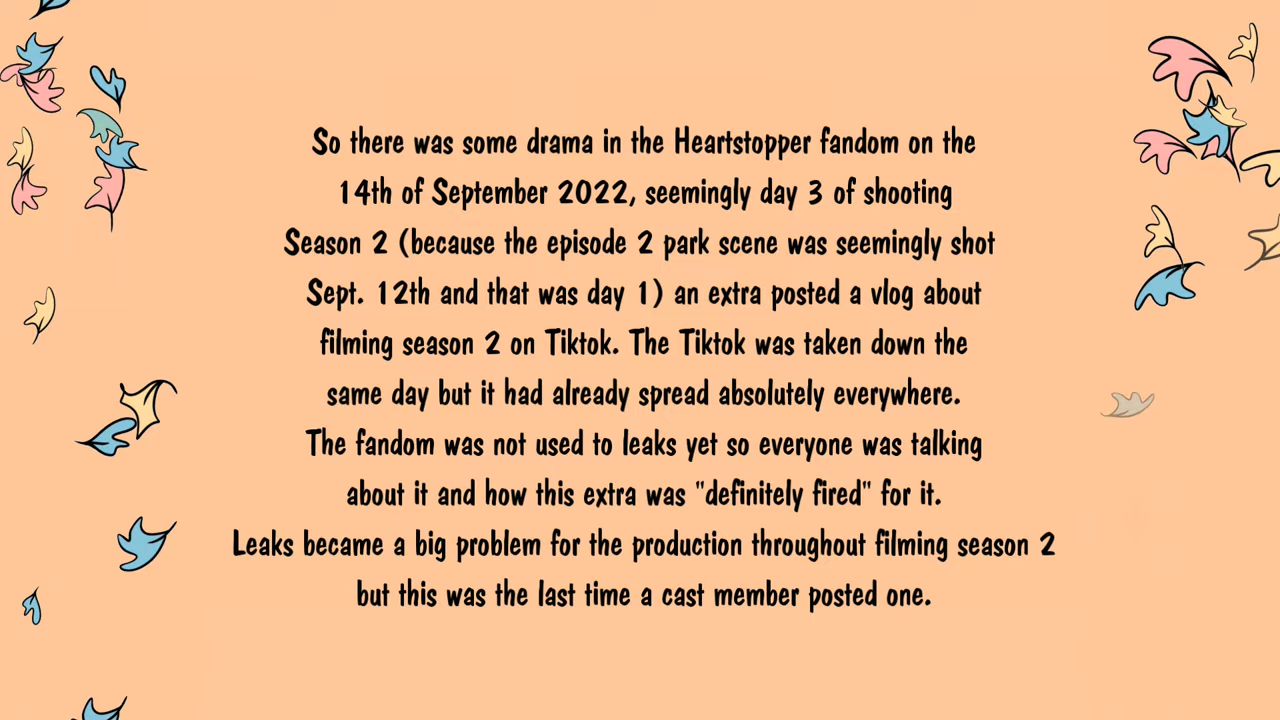 So there was some drama in the Heartstopper fandom on the
14th of September 2022, seemingly day 3 of shooting
Season 2 (because the episode 2 park scene was seemingly shot
Sept. 12th and that was day 1) an extra posted a vlog about
filming season 2 on Tiktok. The Tiktok was taken down the
same day but it had already spread absolutely everywhere.
The fandom was not used to leaks yet so everyone was talking
about it and how this extra was "definitely fired" for it.
Leaks became a big problem for the production throughout filming season 2
but this was the last time a cast member posted one.